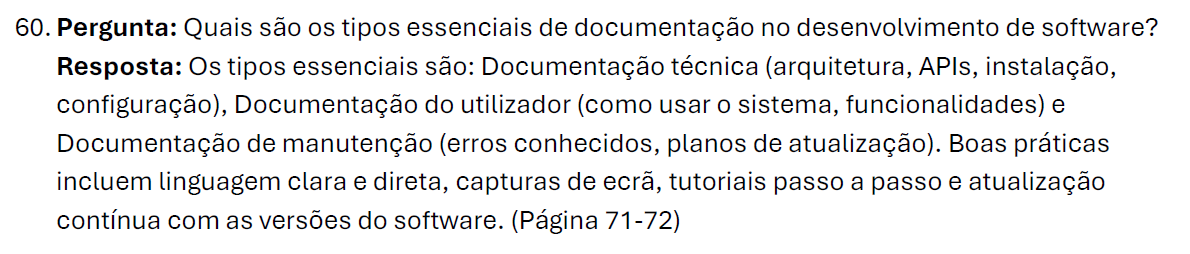 60. Pergunta: Quais são os tipos essenciais de documentação no desenvolvimento de software?
Resposta: Os tipos essenciais são: Documentação técnica (arquitetura, APIs, instalação,
configuração), Documentação do utilizador (como usar o sistema, funcionalidades) e
Documentação de manutenção (erros conhecidos, planos de atualização). Boas práticas
incluem linguagem clara e direta, capturas de ecrã, tutoriais passo a passo e atualização
contínua com as versões do software. (Página 71-72)